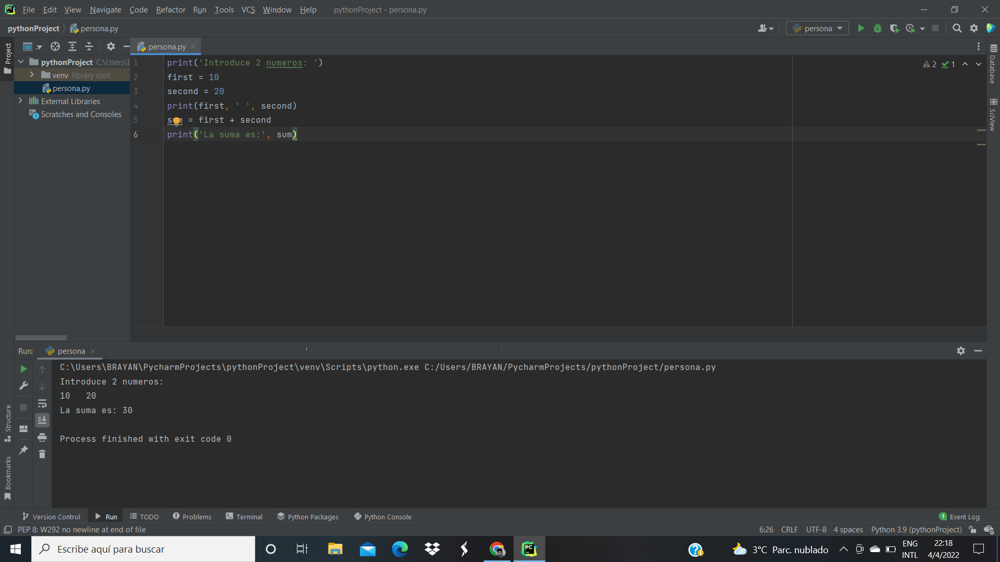 File Edit View Navigate Code Refactor Run Tools VCS Window Help pythonProject - persona.py
pythonProject persona.py persona
Project
persona.py
pythonProject C:\Users\
venv library root
persona.py
External Libraries
Scratches and Consoles
1 print('Introduce 2 numeros: ')
2 first = 10
3 second = 20
4 print(first, ' ', second)
5 sum = first + second
6 print('La suma es:', sum)
2 1
Database
SciView
Run: persona
C:\Users\BRAYAN\PycharmProjects\pythonProject\venv\Scripts\python.exe C:/Users/BRAYAN/PycharmProjects/pythonProject/persona.py
Introduce 2 numeros:
10   20
La suma es: 30
Process finished with exit code 0
Structure
Bookmarks
Version Control Run TODO Problems Terminal Python Packages Python Console 1 Event Log
PEP 8: W292 no newline at end of file 6:26 CRLF UTF-8 4 spaces Python 3.9 (pythonProject)
Escribe aquí para buscar PC 3°C Parc. nublado ENG INTL 22:18 4/4/2022